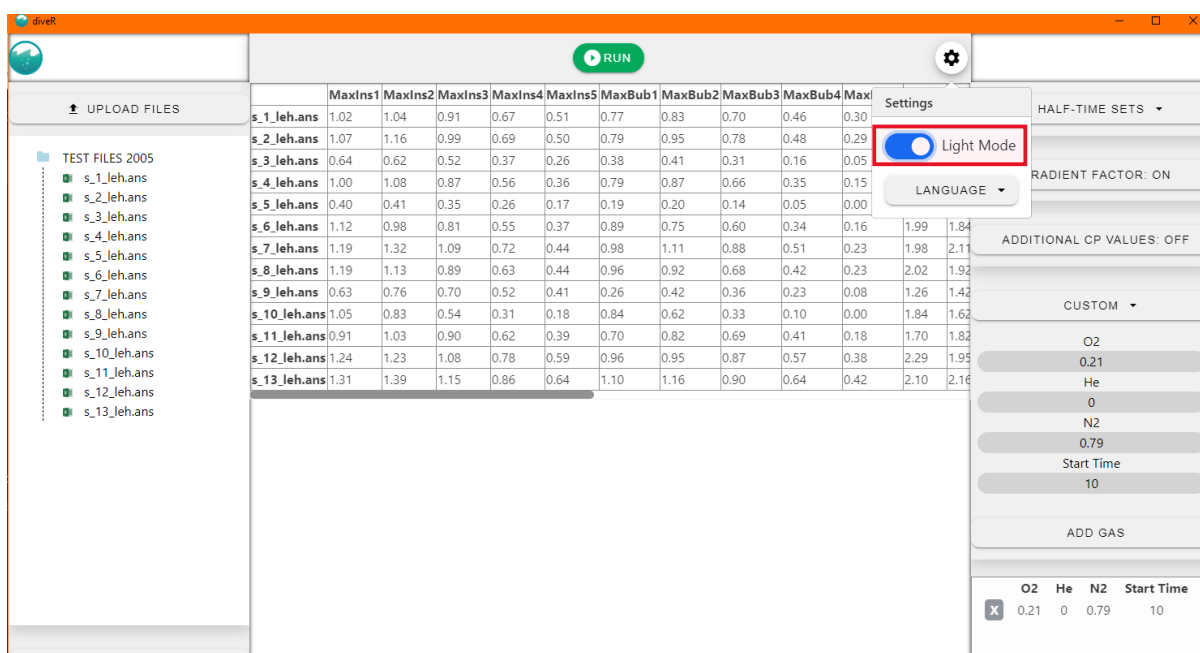 diveR
RUN
UPLOAD FILES
TEST FILES 2005
s_1_leh.ans
s_2_leh.ans
s_3_leh.ans
s_4_leh.ans
s_5_leh.ans
s_6_leh.ans
s_7_leh.ans
s_8_leh.ans
s_9_leh.ans
s_10_leh.ans
s_11_leh.ans
s_12_leh.ans
s_13_leh.ans
MaxIns1 MaxIns2 MaxIns3 MaxIns4 MaxIns5 MaxBub1 MaxBub2 MaxBub3 MaxBub4 Max
s_1_leh.ans 1.02 1.04 0.91 0.67 0.51 0.77 0.83 0.70 0.46 0.30
s_2_leh.ans 1.07 1.16 0.99 0.69 0.50 0.79 0.95 0.78 0.48 0.29
s_3_leh.ans 0.64 0.62 0.52 0.37 0.26 0.38 0.41 0.31 0.16 0.05
s_4_leh.ans 1.00 1.08 0.87 0.56 0.36 0.79 0.87 0.66 0.35 0.15
s_5_leh.ans 0.40 0.41 0.35 0.26 0.17 0.19 0.20 0.14 0.05 0.00
s_6_leh.ans 1.12 0.98 0.81 0.55 0.37 0.89 0.75 0.60 0.34 0.16 1.99 1.84
s_7_leh.ans 1.19 1.32 1.09 0.72 0.44 0.98 1.11 0.88 0.51 0.23 1.98 2.11
s_8_leh.ans 1.19 1.13 0.89 0.63 0.44 0.96 0.92 0.68 0.42 0.23 2.02 1.92
s_9_leh.ans 0.63 0.76 0.70 0.52 0.41 0.26 0.42 0.36 0.23 0.08 1.26 1.42
s_10_leh.ans 1.05 0.83 0.54 0.31 0.18 0.84 0.62 0.33 0.10 0.00 1.84 1.62
s_11_leh.ans 0.91 1.03 0.90 0.62 0.39 0.70 0.82 0.69 0.41 0.18 1.70 1.82
s_12_leh.ans 1.24 1.23 1.08 0.78 0.59 0.96 0.95 0.87 0.57 0.38 2.29 1.95
s_13_leh.ans 1.31 1.39 1.15 0.86 0.64 1.10 1.16 0.90 0.64 0.42 2.10 2.16
Settings
Light Mode
LANGUAGE
HALF-TIME SETS
RADIENT FACTOR: ON
ADDITIONAL CP VALUES: OFF
CUSTOM
O2
0.21
He
0
N2
0.79
Start Time
10
ADD GAS
O2 He N2 Start Time
X 0.21 0 0.79 10